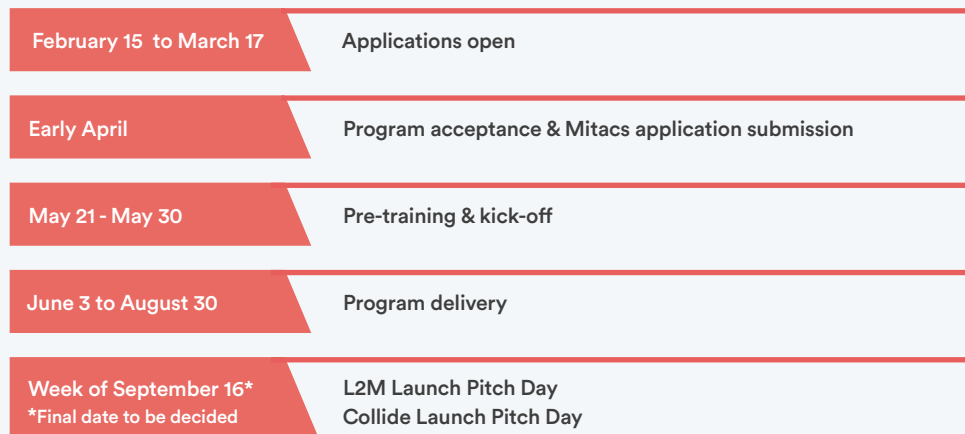 February 15 to March 17
Applications open
Early April
Program acceptance & Mitacs application submission
May 21 - May 30
Pre-training & kick-off
June 3 to August 30
Program delivery
Week of September 16*
*Final date to be decided
L2M Launch Pitch Day
Collide Launch Pitch Day